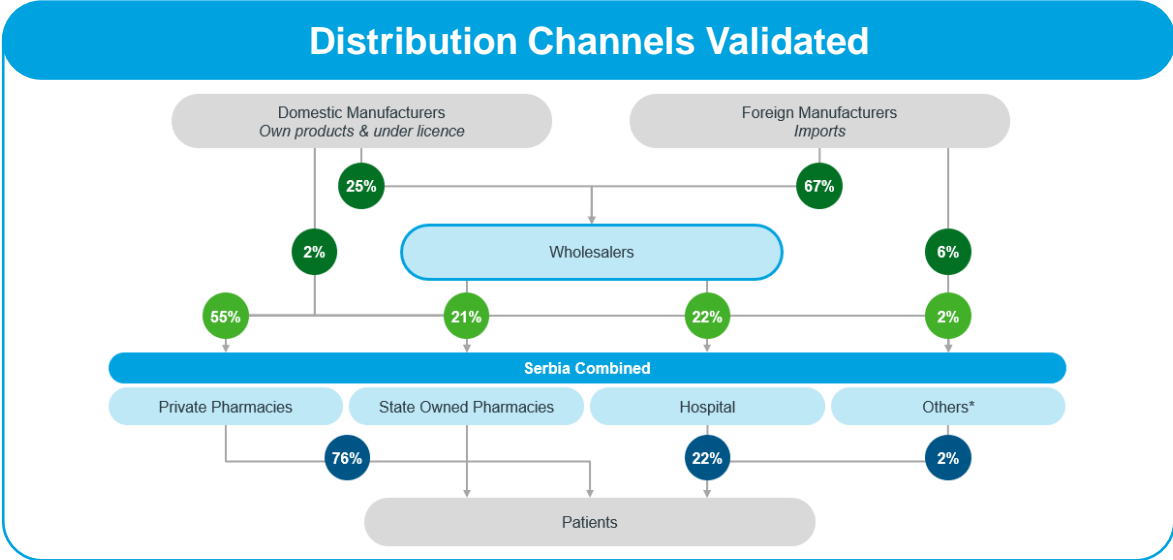 Distribution Channels Validated
Domestic Manufacturers
Own products & under licence
Foreign Manufacturers
Imports
25%
67%
2%
Wholesalers
6%
55%
21%
22%
2%
Serbia Combined
Private Pharmacies
State Owned Pharmacies
Hospital
Others*
76%
22%
2%
Patients